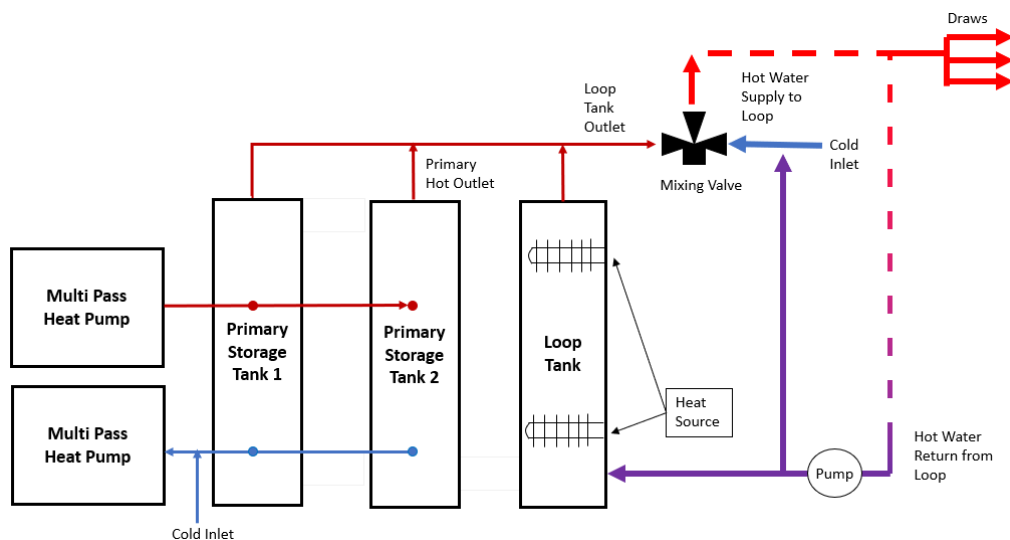 Draws
Hot Water
Supply to
Loop
Loop
Tank
Outlet
Cold
Inlet
Primary
Hot Outlet
Mixing Valve
Multi Pass
Heat Pump
Primary
Storage
Tank 1
Primary
Storage
Tank 2
Loop
Tank
Multi Pass
Heat Pump
Heat
Source
Hot Water
Return from
Loop
Pump
Cold Inlet